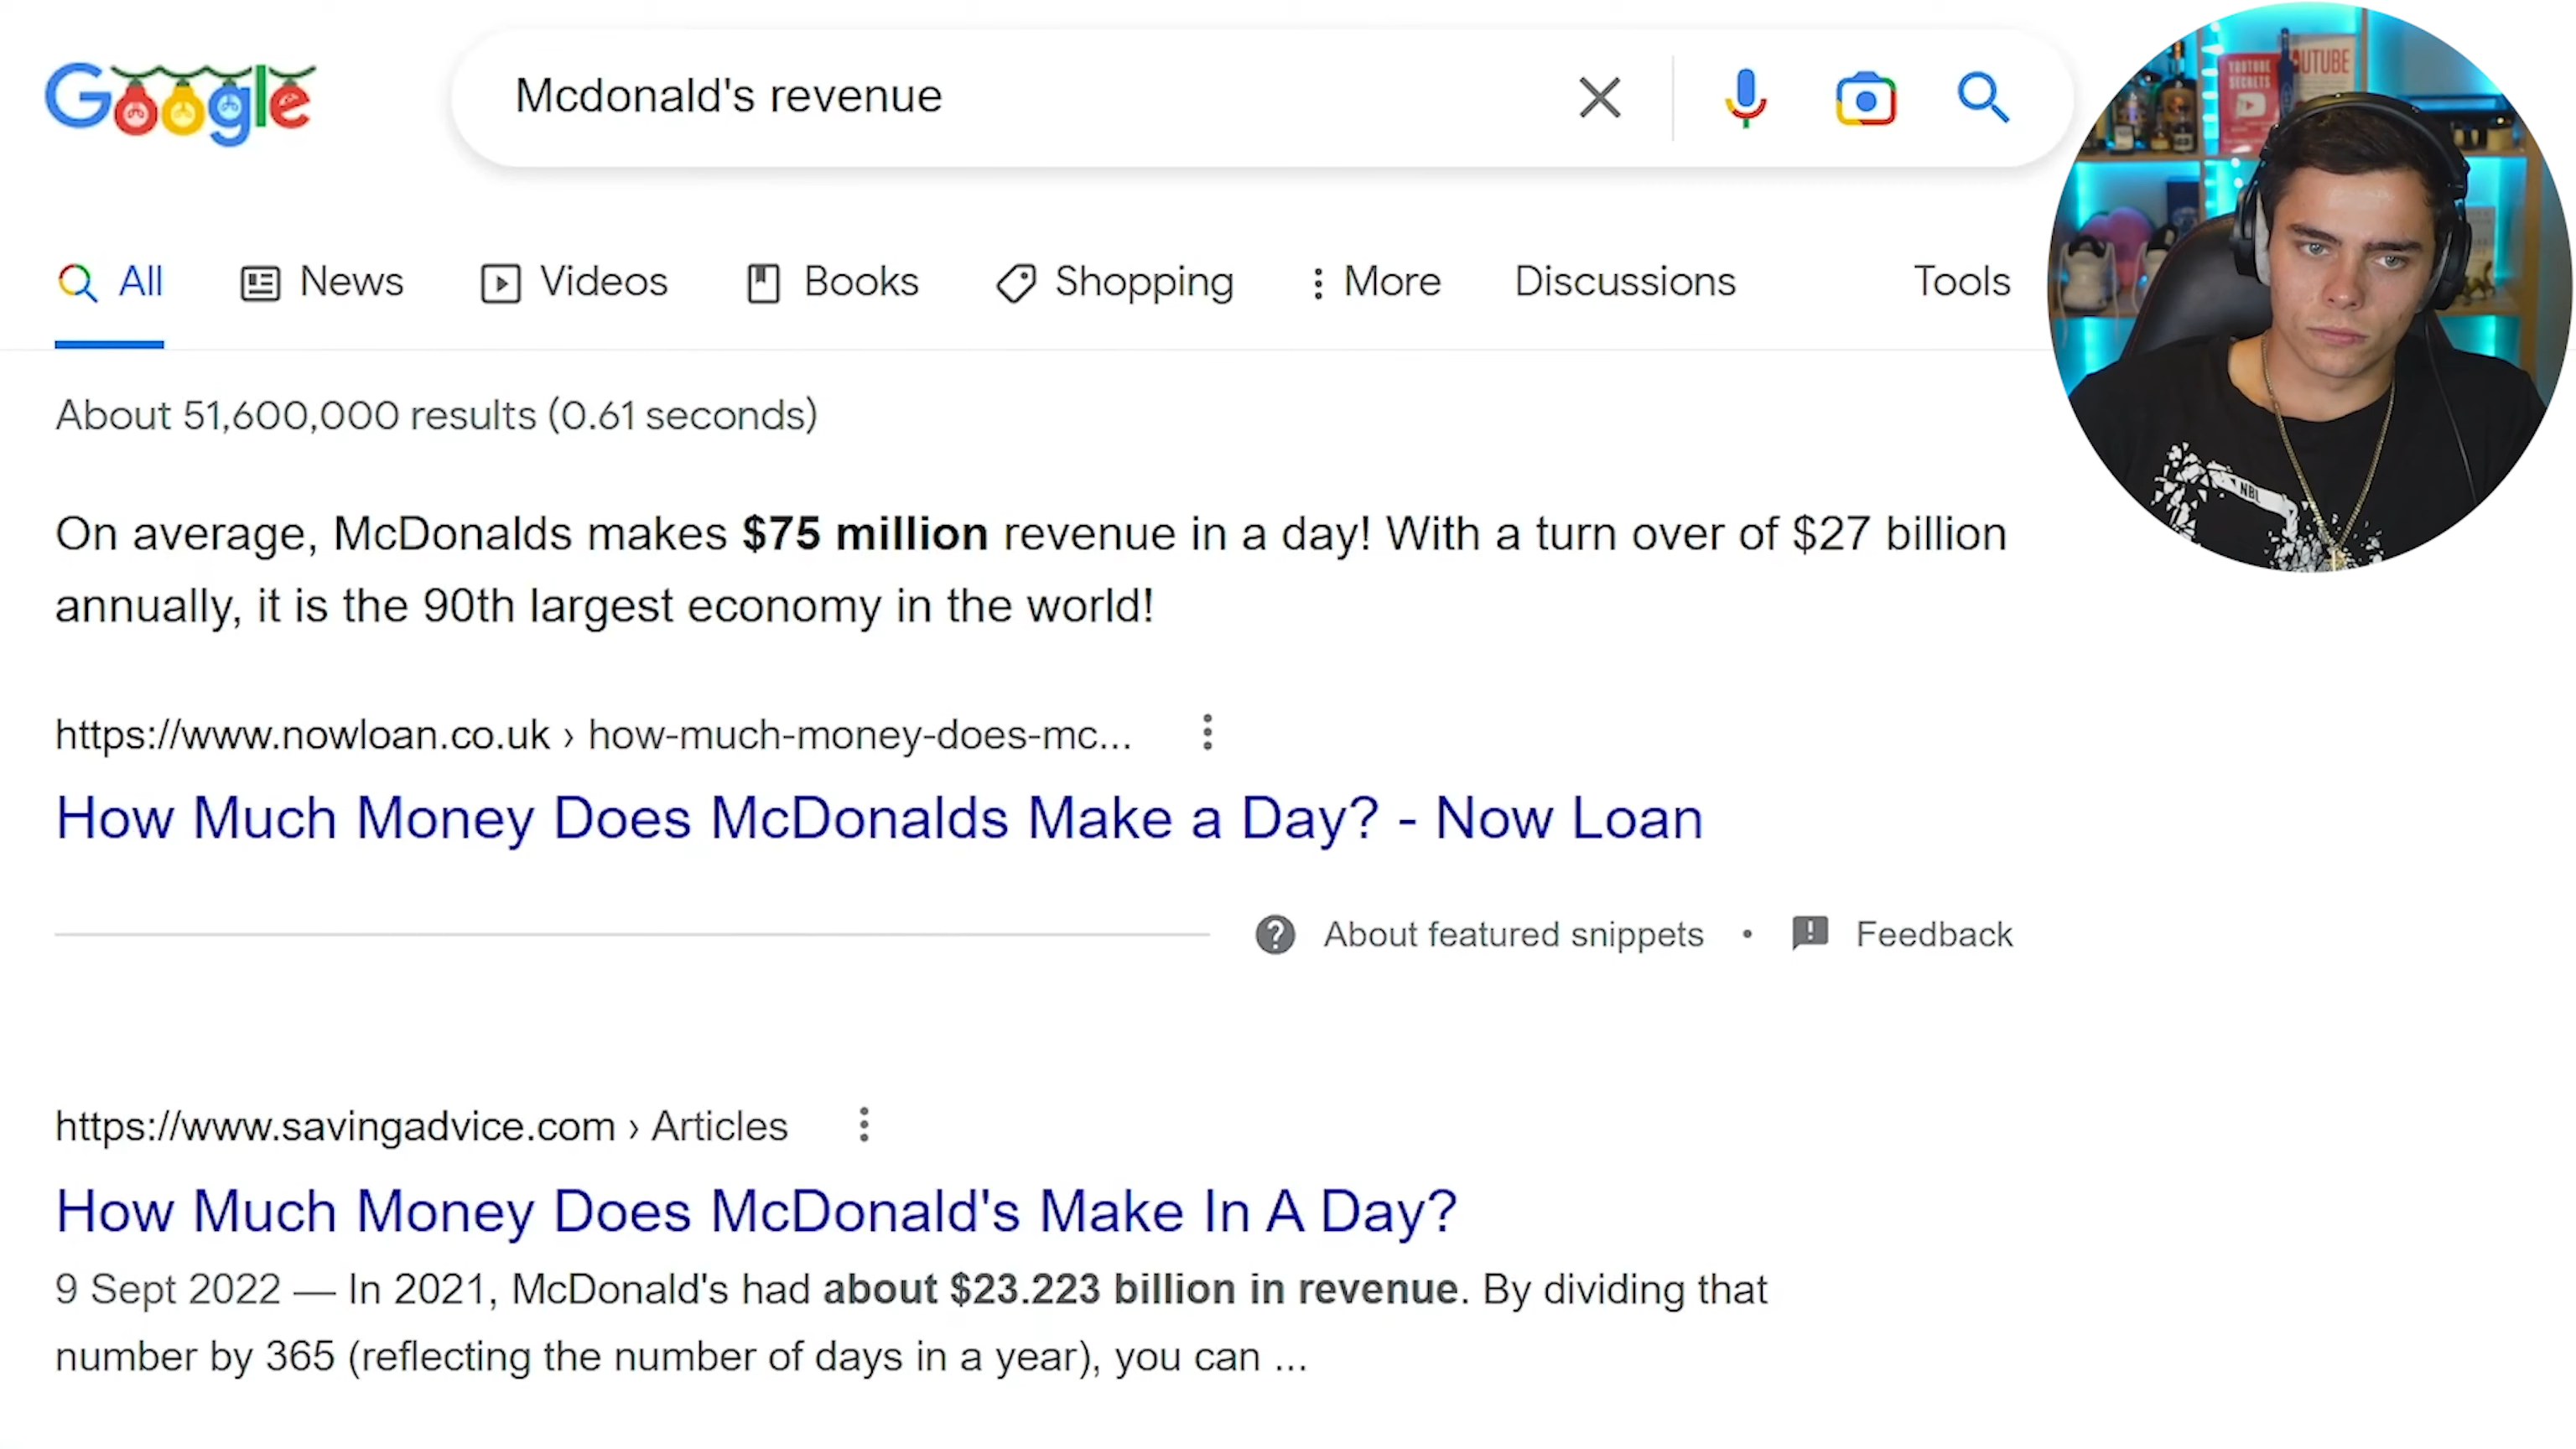 Google
Mcdonald's revenue
All
News
Videos
Books
Shopping
More
Discussions
Tools
About 51,600,000 results (0.61 seconds)
On average, McDonalds makes $75 million revenue in a day! With a turn over of $27 billion
annually, it is the 90th largest economy in the world!
https://www.nowloan.co.uk › how-much-money-does-mc...
How Much Money Does McDonalds Make a Day? - Now Loan
About featured snippets • Feedback
https://www.savingadvice.com › Articles
How Much Money Does McDonald's Make In A Day?
9 Sept 2022 — In 2021, McDonald's had about $23.223 billion in revenue. By dividing that
number by 365 (reflecting the number of days in a year), you can ...
YOUTUBE
SECRETS
OUTUBE
NBL